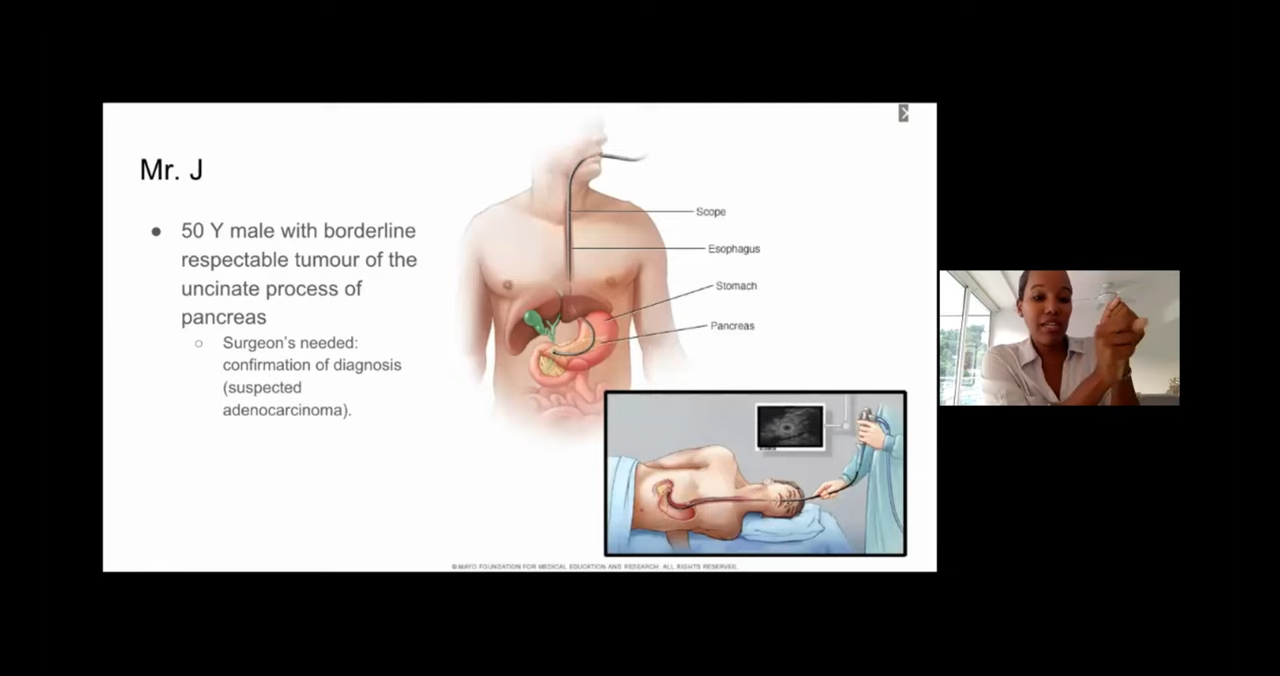 Mr. J
● 50 Y male with borderline
respectable tumour of the
uncinate process of
pancreas
○ Surgeon's needed:
confirmation of diagnosis
(suspected
adenocarcinoma).
Scope
Esophagus
Stomach
Pancreas
© MAYO FOUNDATION FOR MEDICAL EDUCATION AND RESEARCH. ALL RIGHTS RESERVED.